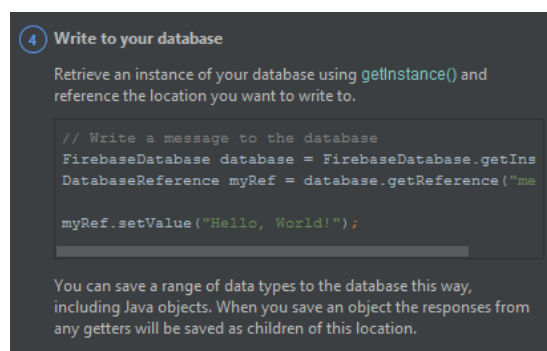 4 Write to your database
Retrieve an instance of your database using getInstance() and
reference the location you want to write to.
// Write a message to the database
FirebaseDatabase database = FirebaseDatabase.getIns
DatabaseReference myRef = database.getReference("me
myRef.setValue("Hello, World!");
You can save a range of data types to the database this way,
including Java objects. When you save an object the responses from
any getters will be saved as children of this location.